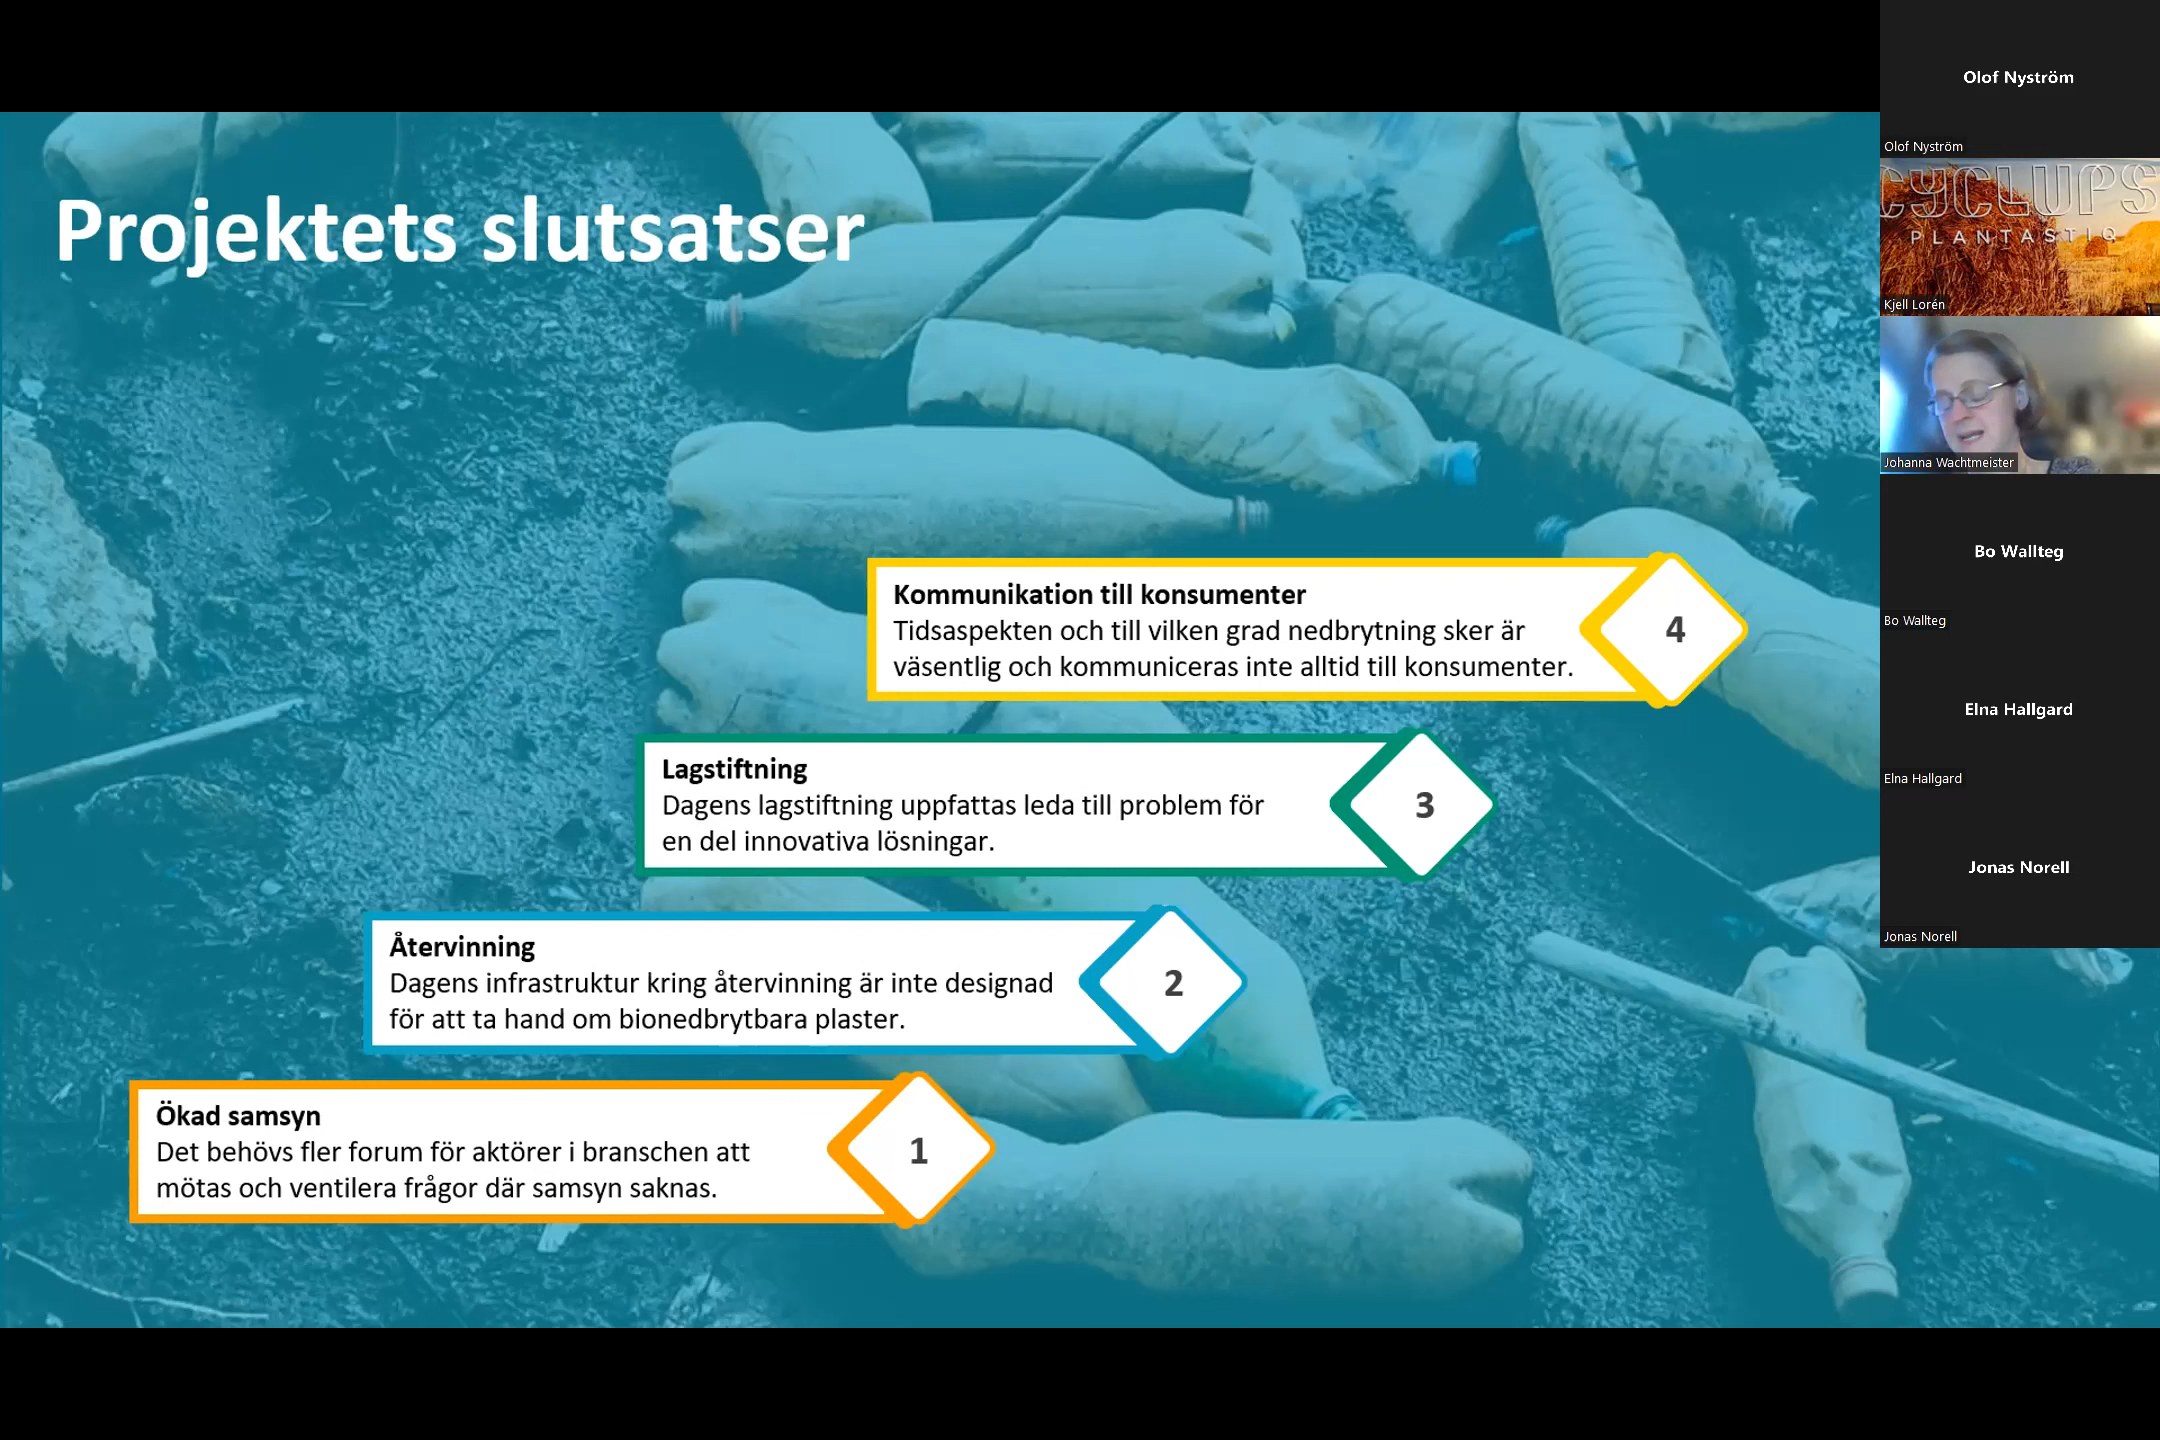 Projektets slutsatser
Kommunikation till konsumenter
Tidsaspekten och till vilken grad nedbrytning sker är
väsentlig och kommuniceras inte alltid till konsumenter.
4
Lagstiftning
Dagens lagstiftning uppfattas leda till problem för
en del innovativa lösningar.
3
Återvinning
Dagens infrastruktur kring återvinning är inte designad
för att ta hand om bionedbrytbara plaster.
2
Ökad samsyn
Det behövs fler forum för aktörer i branschen att
mötas och ventilera frågor där samsyn saknas.
1
Olof Nyström
Olof Nyström
CYCLUPS
PLANTASTIQ
Kjell Lorén
Johanna Wachtmeister
Bo Wallteg
Bo Wallteg
Elna Hallgard
Elna Hallgard
Jonas Norell
Jonas Norell